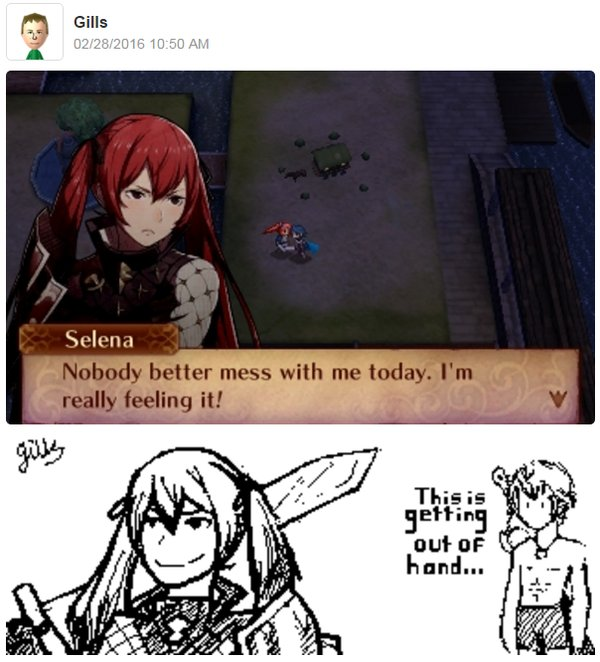 Gills
02/28/2016 10:50 AM
Selena
Nobody better mess with me today. I'm
really feeling it!
gills
This is
getting
out of
hand...